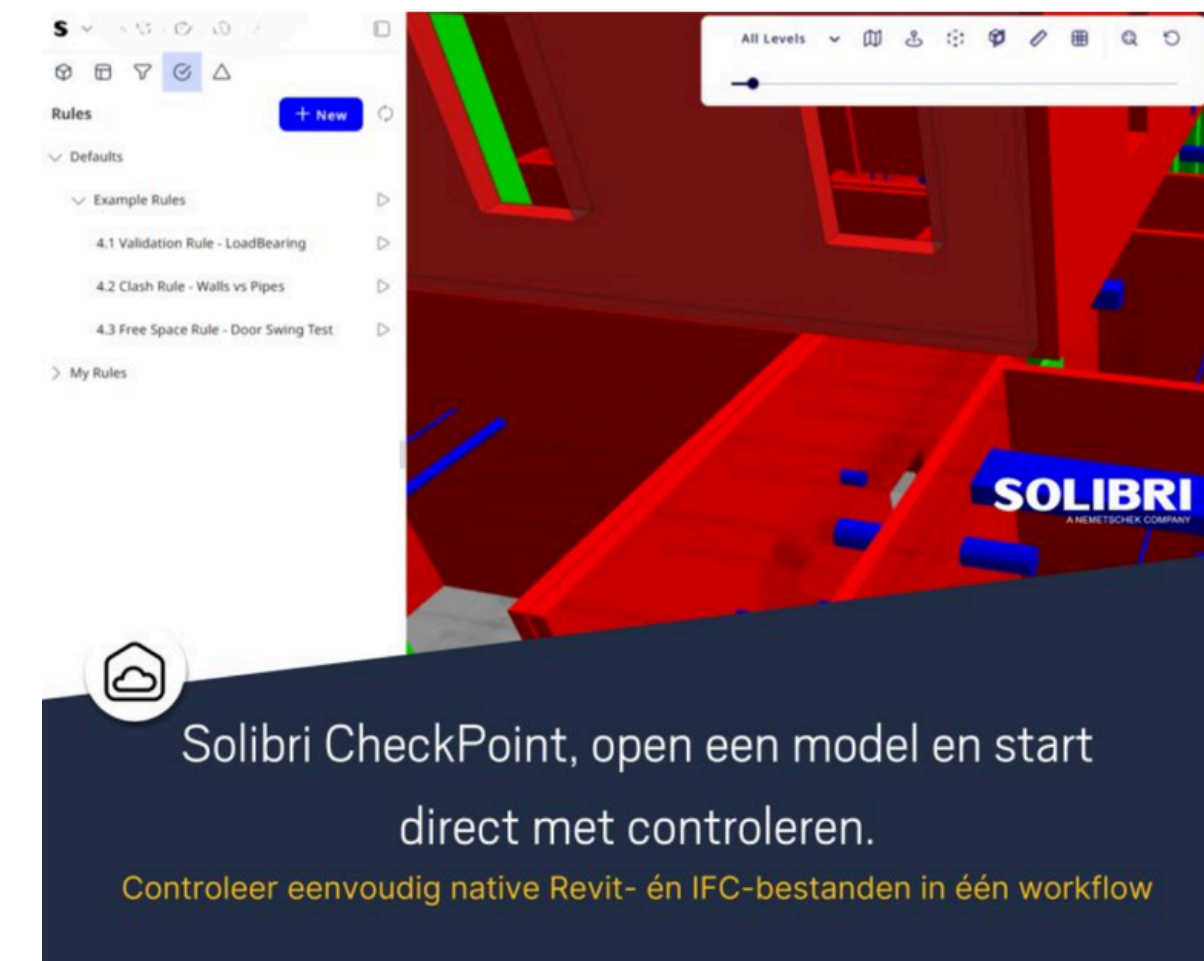 S
All Levels
Rules
+ New
Defaults
Example Rules
4.1 Validation Rule - LoadBearing
4.2 Clash Rule - Walls vs Pipes
4.3 Free Space Rule - Door Swing Test
My Rules
SOLIBRI
A NEMETSCHEK COMPANY
Solibri CheckPoint, open een model en start
direct met controleren.
Controleer eenvoudig native Revit- én IFC-bestanden in één workflow